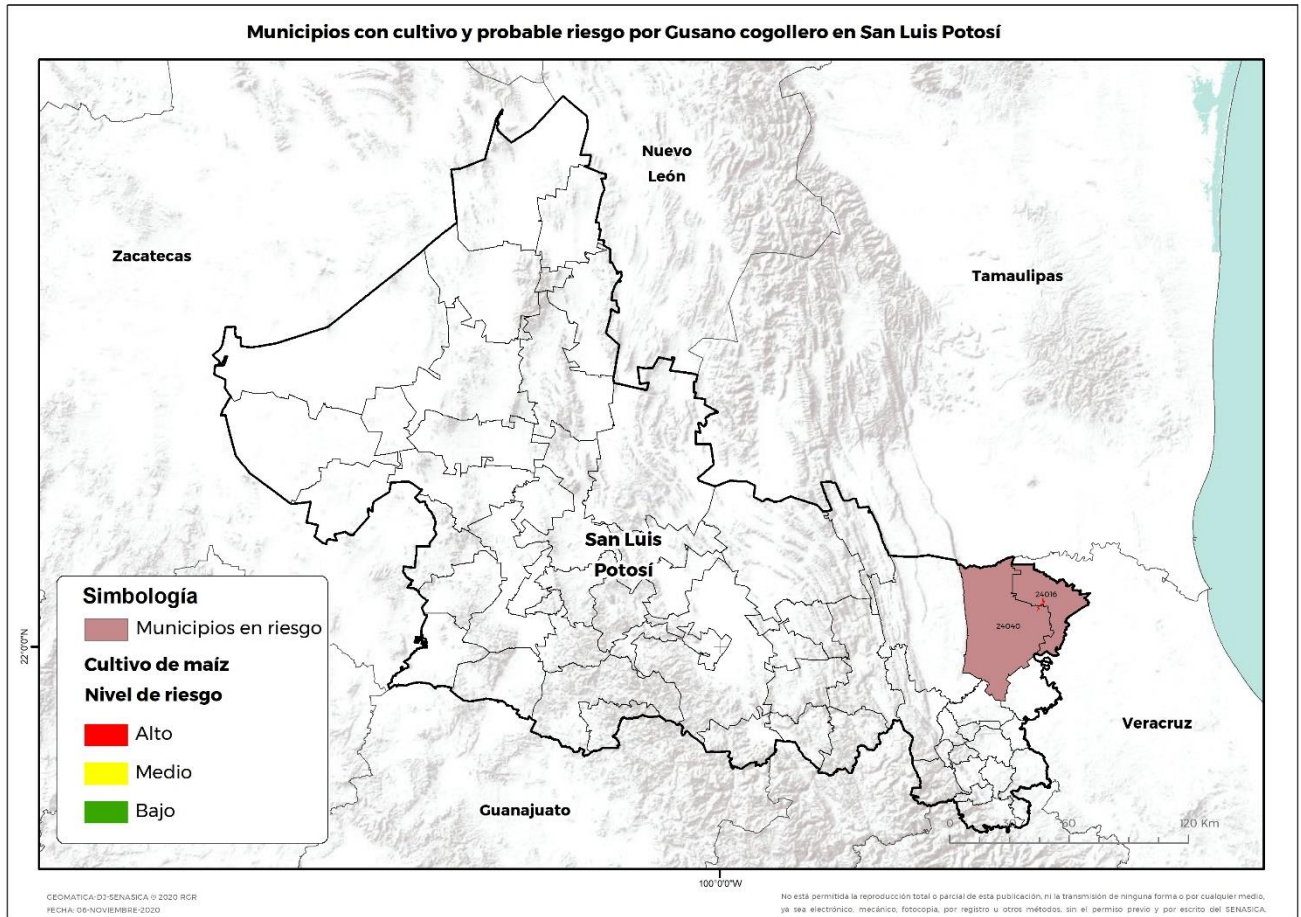 Municipios con cultivo y probable riesgo por Gusano cogollero en San Luis Potosí
Nuevo
León
Zacatecas
Tamaulipas
San Luis
Potosí
24016
24040
22°0'0"N
Simbología
Municipios en riesgo
Cultivo de maíz
Nivel de riesgo
Alto
Medio
Bajo
Veracruz
Guanajuato
0 30 60 120 Km
100°0'0"W
CEOMATICA-DJ-SENASICA © 2020 RCR
FECHA: 06-NOVIEMBRE-2020
No está permitida la reproducción total o parcial de esta publicación, ni la transmisión de ninguna forma o por cualquier medio,
ya sea electrónico, mecánico, fotocopia, por registro u otros métodos, sin el permiso previo y por escrito del SENASICA.